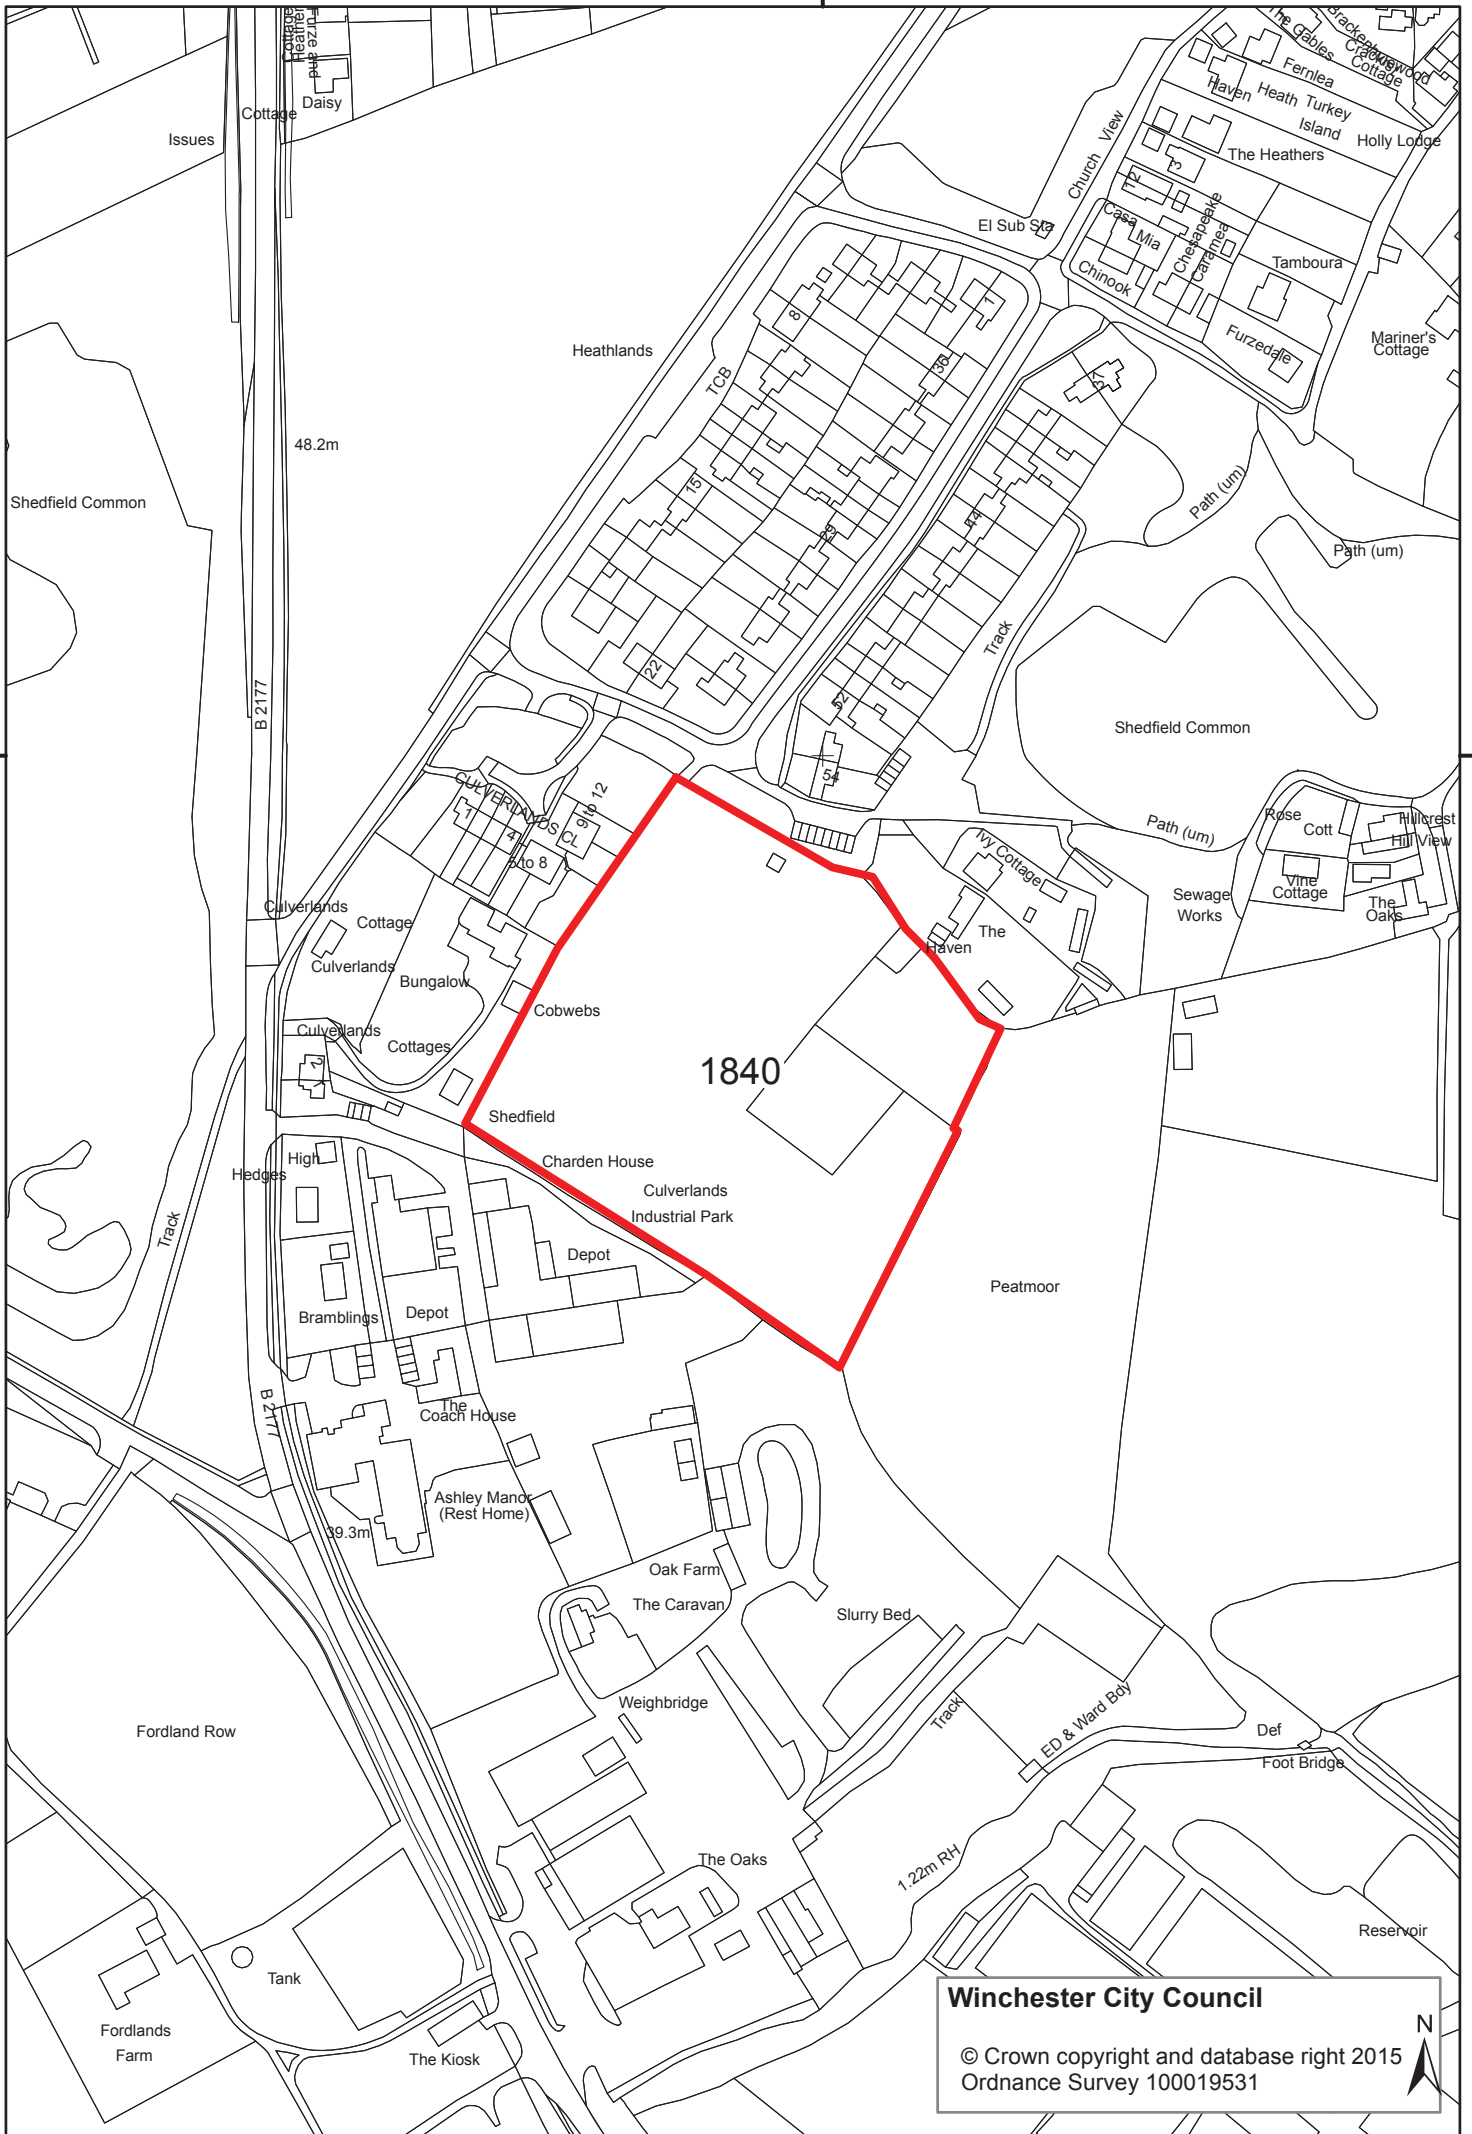 Cottage
Heather
Furze and
Daisy
Cottage
Issues
The Gables
Fernlea
Cottage
Haven
Heath
Turkey
Island
Holly Lodge
The Heathers
Church View
3
12
El Sub Sta
Casa
Mia
Chesapeake
Caramea
Chinook
Tamboura
Furzedale
Mariner's
Cottage
Heathlands
8
1
TCB
36
37
48.2m
Shedfield Common
15
29
44
Path (um)
Path (um)
Track
22
52
B 2177
Shedfield Common
54
CULVERLANDS CL
1
4
9 to 12
5 to 8
Path (um)
Rose
Cott
Hillcrest
Hill View
Ivy Cottage
Vine
Cottage
The
Oaks
Sewage
Works
Culverlands
Cottage
The
Haven
Culverlands
Bungalow
Cobwebs
Culverlands
Cottages
2
1840
Shedfield
High
Hedges
Charden House
Culverlands
Industrial Park
Track
Depot
Peatmoor
Bramblings
Depot
B 2177
The
Coach House
Ashley Manor
(Rest Home)
39.3m
Oak Farm
The Caravan
Slurry Bed
Weighbridge
Track
ED & Ward Bdy
Def
Foot Bridge
Fordland Row
The Oaks
1.22m RH
Reservoir
Tank
Fordlands
Farm
The Kiosk
Winchester City Council
N
© Crown copyright and database right 2015
Ordnance Survey 100019531